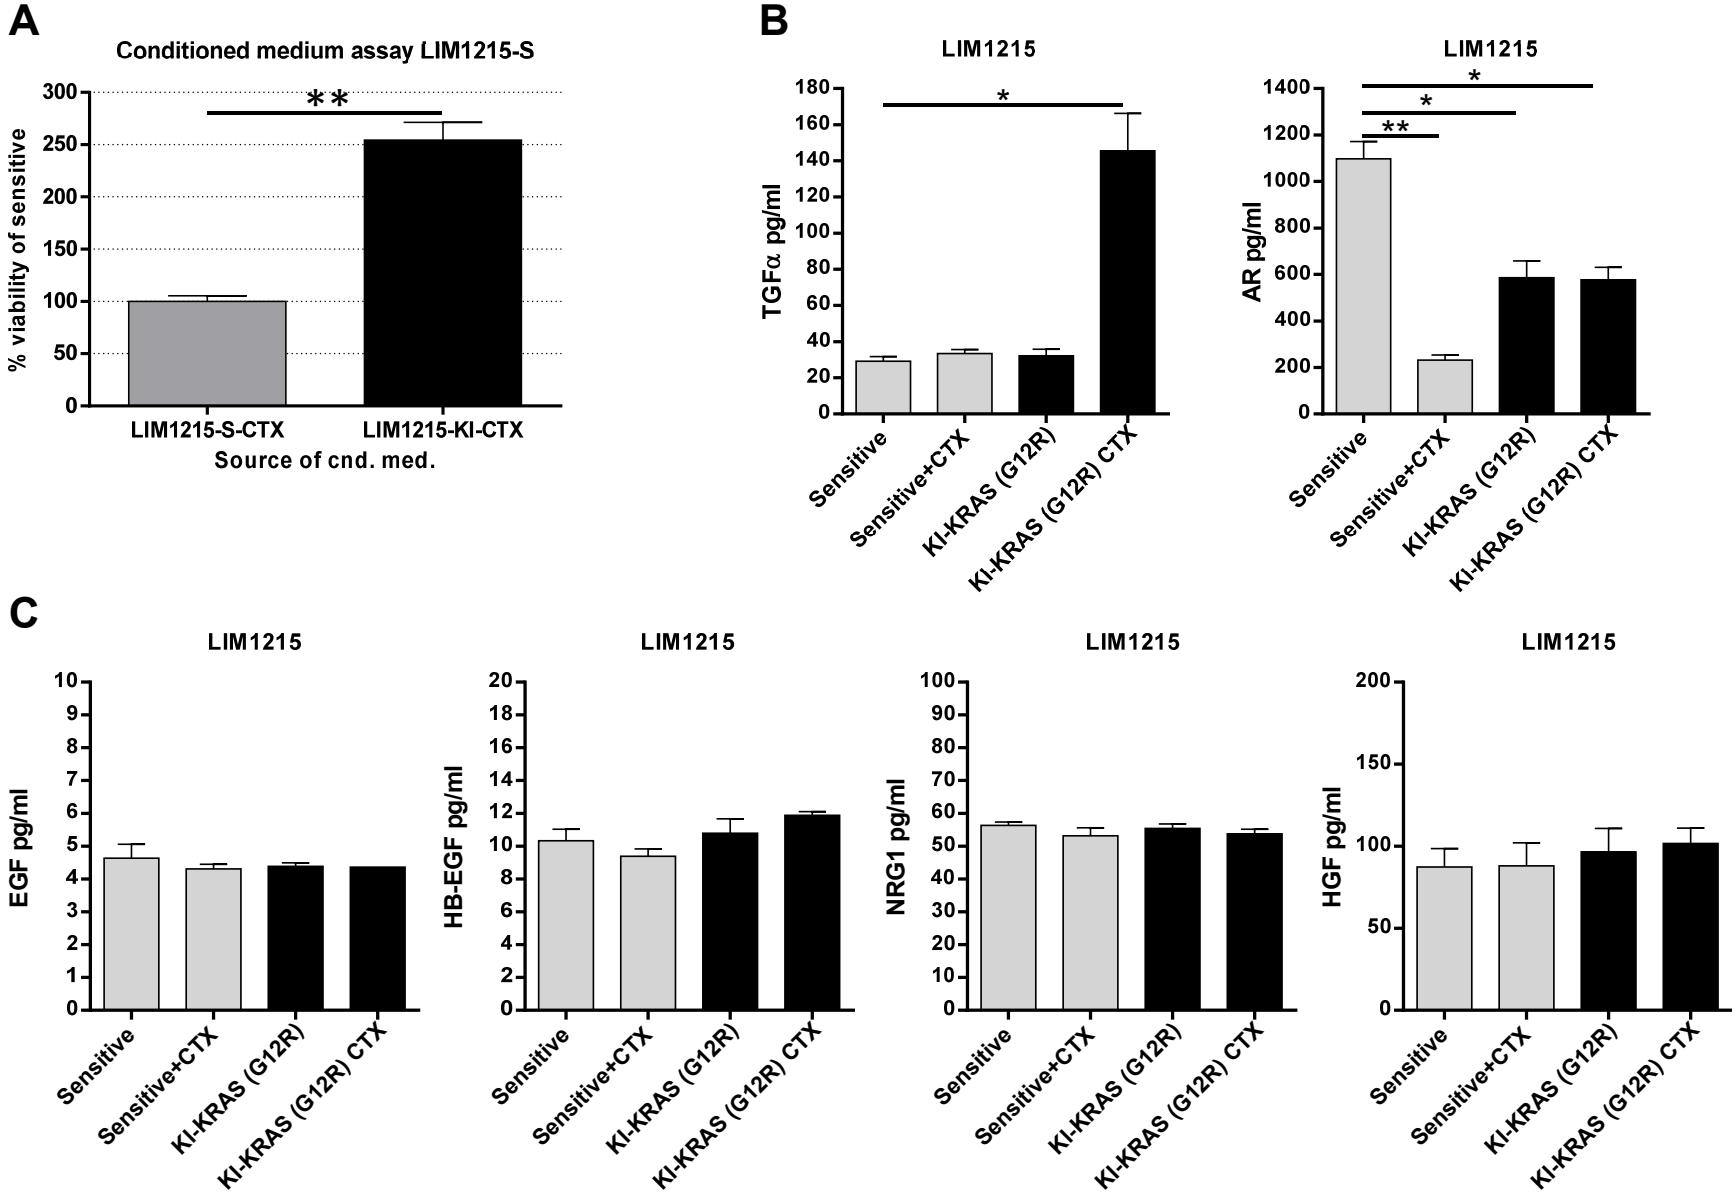 A
Conditioned medium assay LIM1215-S
% viability of sensitive
300
250
200
150
100
50
0
**
LIM1215-S-CTX LIM1215-KI-CTX
Source of cnd. med.
B
LIM1215
TGFα pg/ml
180
160
140
120
100
80
60
40
20
0
*
Sensitive
Sensitive+CTX
KI-KRAS (G12R)
KI-KRAS (G12R) CTX
LIM1215
AR pg/ml
1400
1200
1000
800
600
400
200
0
*
*
**
Sensitive
Sensitive+CTX
KI-KRAS (G12R)
KI-KRAS (G12R) CTX
C
LIM1215
EGF pg/ml
10
9
8
7
6
5
4
3
2
1
0
Sensitive
Sensitive+CTX
KI-KRAS (G12R)
KI-KRAS (G12R) CTX
LIM1215
HB-EGF pg/ml
20
18
16
14
12
10
8
6
4
2
0
Sensitive
Sensitive+CTX
KI-KRAS (G12R)
KI-KRAS (G12R) CTX
LIM1215
NRG1 pg/ml
100
90
80
70
60
50
40
30
20
10
0
Sensitive
Sensitive+CTX
KI-KRAS (G12R)
KI-KRAS (G12R) CTX
LIM1215
HGF pg/ml
200
150
100
50
0
Sensitive
Sensitive+CTX
KI-KRAS (G12R)
KI-KRAS (G12R) CTX